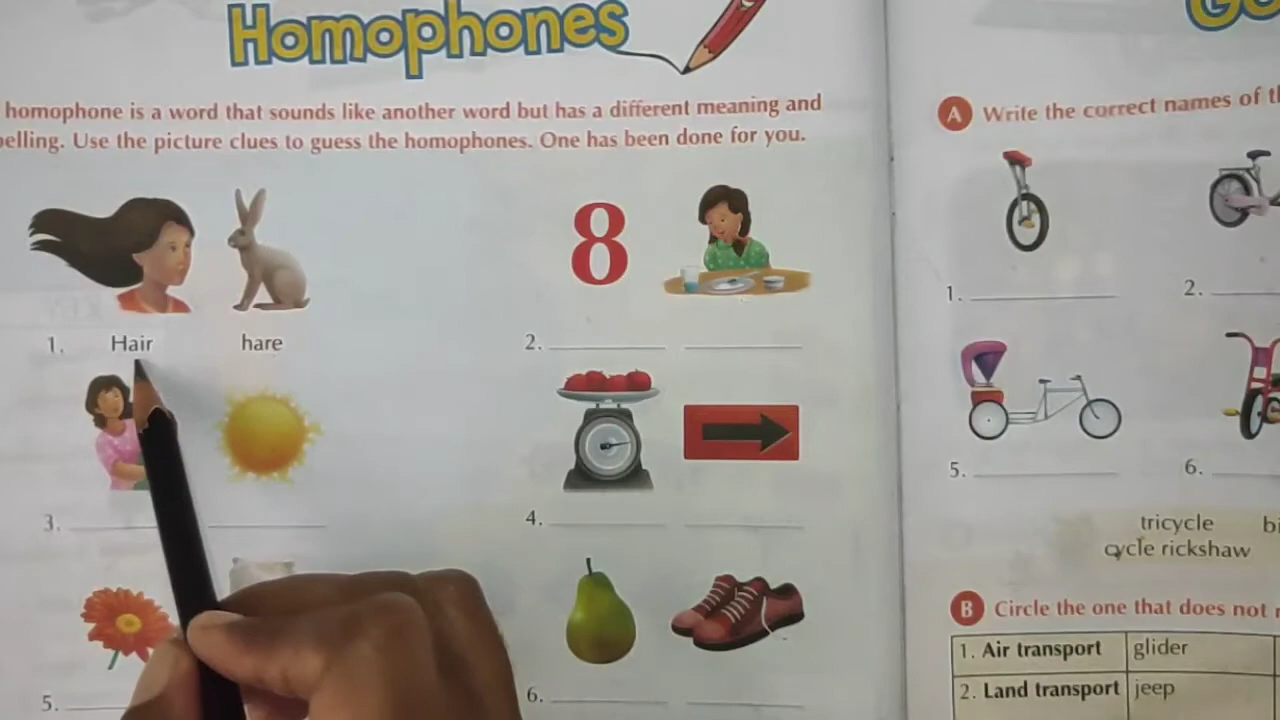 Homophones
homophone is a word that sounds like another word but has a different meaning and
Use the picture clues to guess the homophones. One has been done for you.
8
1. Hair hare
2.
3.
4.
5.
6.
A Write the correct names of
1.
2.
5.
6.
tricycle
cycle rickshaw
B Circle the one that does not
1. Air transport glider
2. Land transport jeep